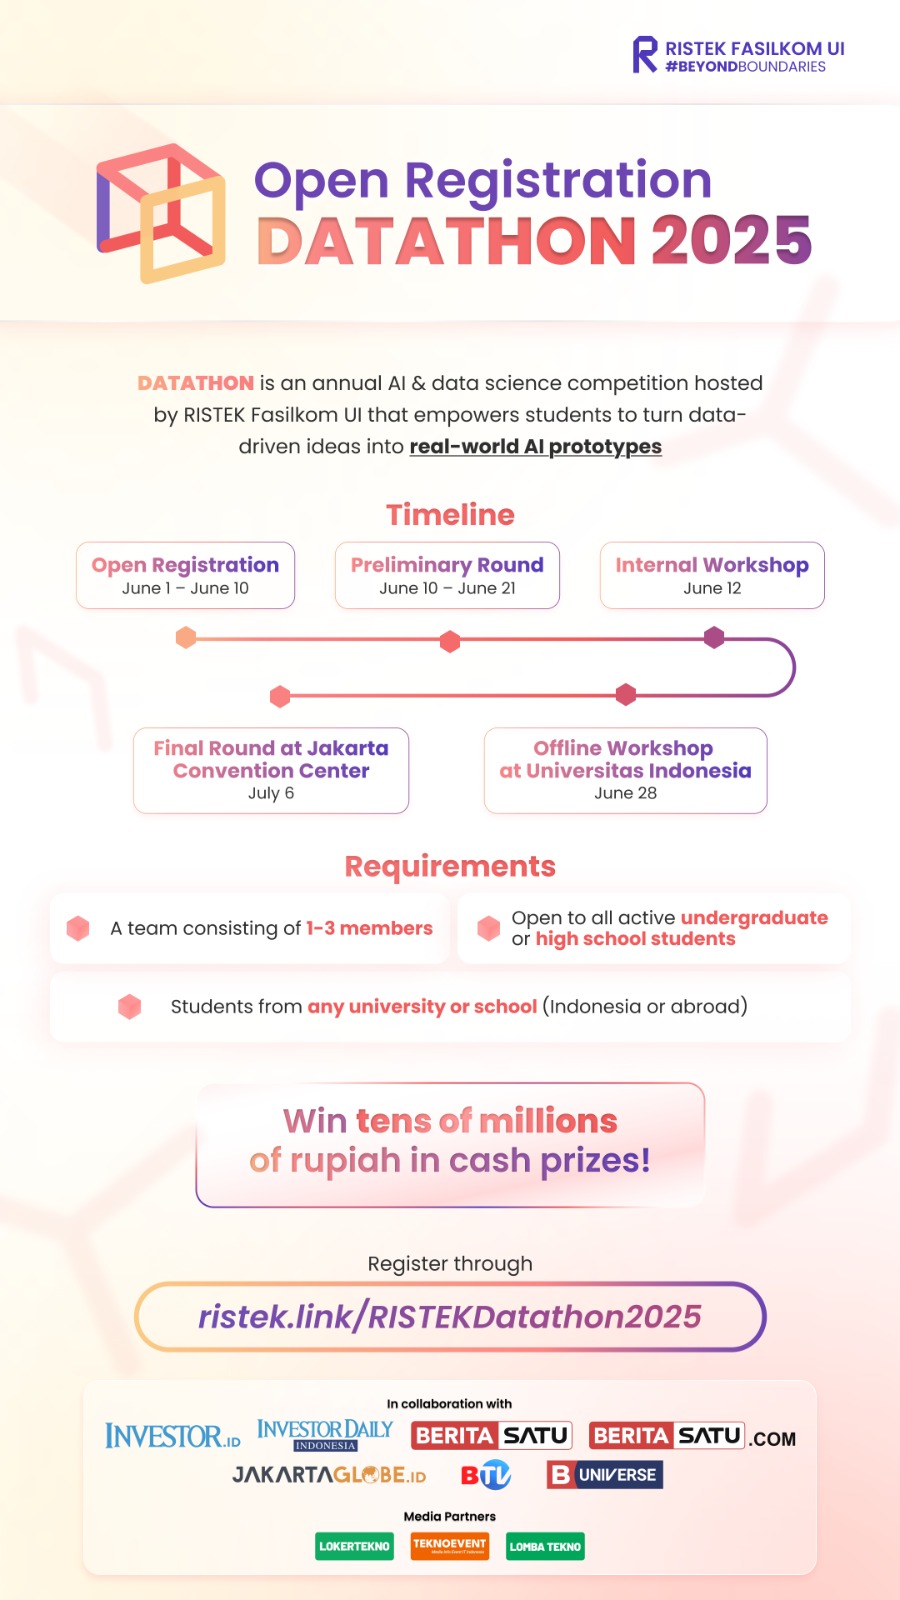 RISTEK FASILKOM UI
#BEYONDBOUNDARIES
Open Registration
DATATHON 2025
DATATHON is an annual AI & data science competition hosted
by RISTEK Fasilkom UI that empowers students to turn data-
driven ideas into real-world AI prototypes
Timeline
Open Registration
June 1 – June 10
Preliminary Round
June 10 – June 21
Internal Workshop
June 12
Final Round at Jakarta
Convention Center
July 6
Offline Workshop
at Universitas Indonesia
June 28
Requirements
A team consisting of 1-3 members
Open to all active undergraduate
or high school students
Students from any university or school (Indonesia or abroad)
Win tens of millions
of rupiah in cash prizes!
Register through
ristek.link/RISTEKDatathon2025
In collaboration with
INVESTOR.ID
INVESTOR DAILY
INDONESIA
BERITA SATU
BERITA SATU.COM
JAKARTAGLOBE.ID
BTV
B UNIVERSE
Media Partners
LOKERTEKNO
TEKNOEVENT
LOMBA TEKNO